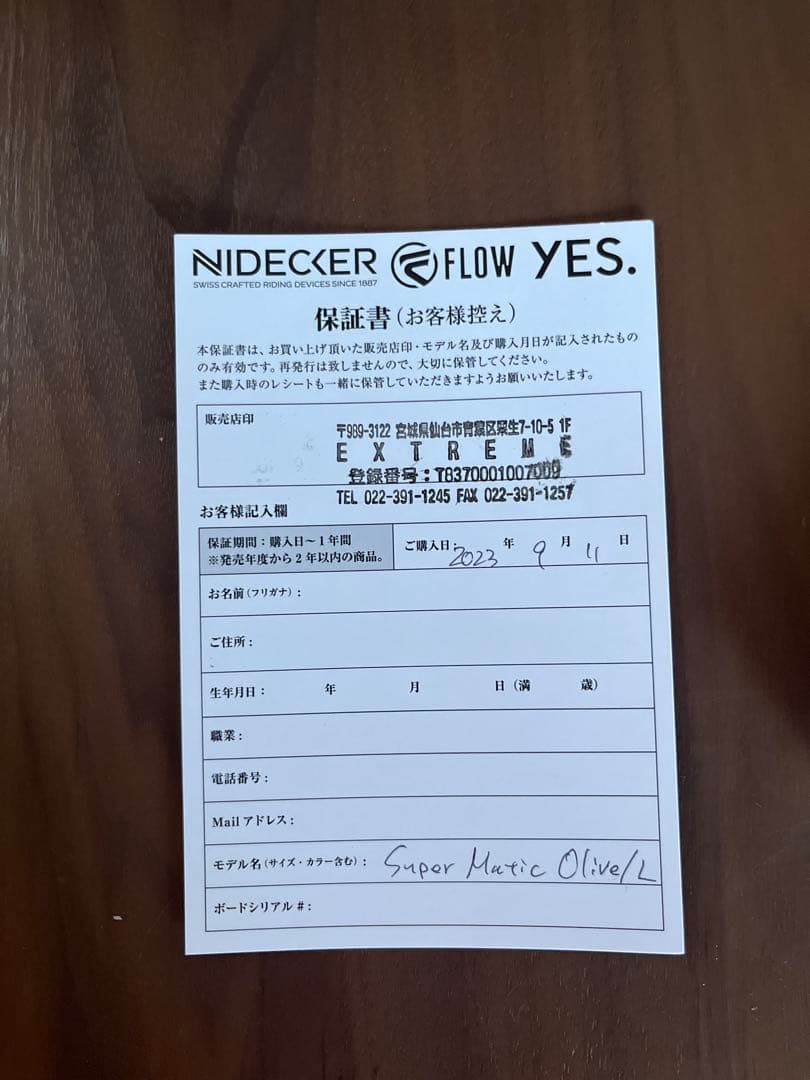 NIDECKER FLOW YES.
SWISS CRAFTED RIDING DEVICES SINCE 1887
保証書(お客様控え)
本保証書は、お買い上げ頂いた販売店印・モデル名及び購入月日が記入されたもの
のみ有効です。再発行は致しませんので、大切に保管してください。
また購入時のレシートも一緒に保管していただきますようお願いいたします。
販売店印
〒989-3122 宮城県仙台市青葉区栗生7-10-5 1F
EXTREME
登録番号:T8370001007009
TEL 022-391-1245 FAX 022-391-1257
お客様記入欄
保証期間:購入日～1年間
※発売年度から2年以内の商品。
ご購入日: 2023 年 9 月 11 日
お名前(フリガナ):
ご住所:
生年月日: 年 月 日(満 歳)
職業:
電話番号:
Mailアドレス:
モデル名(サイズ・カラー含む): Super Matic Olive/L
ボードシリアル#: